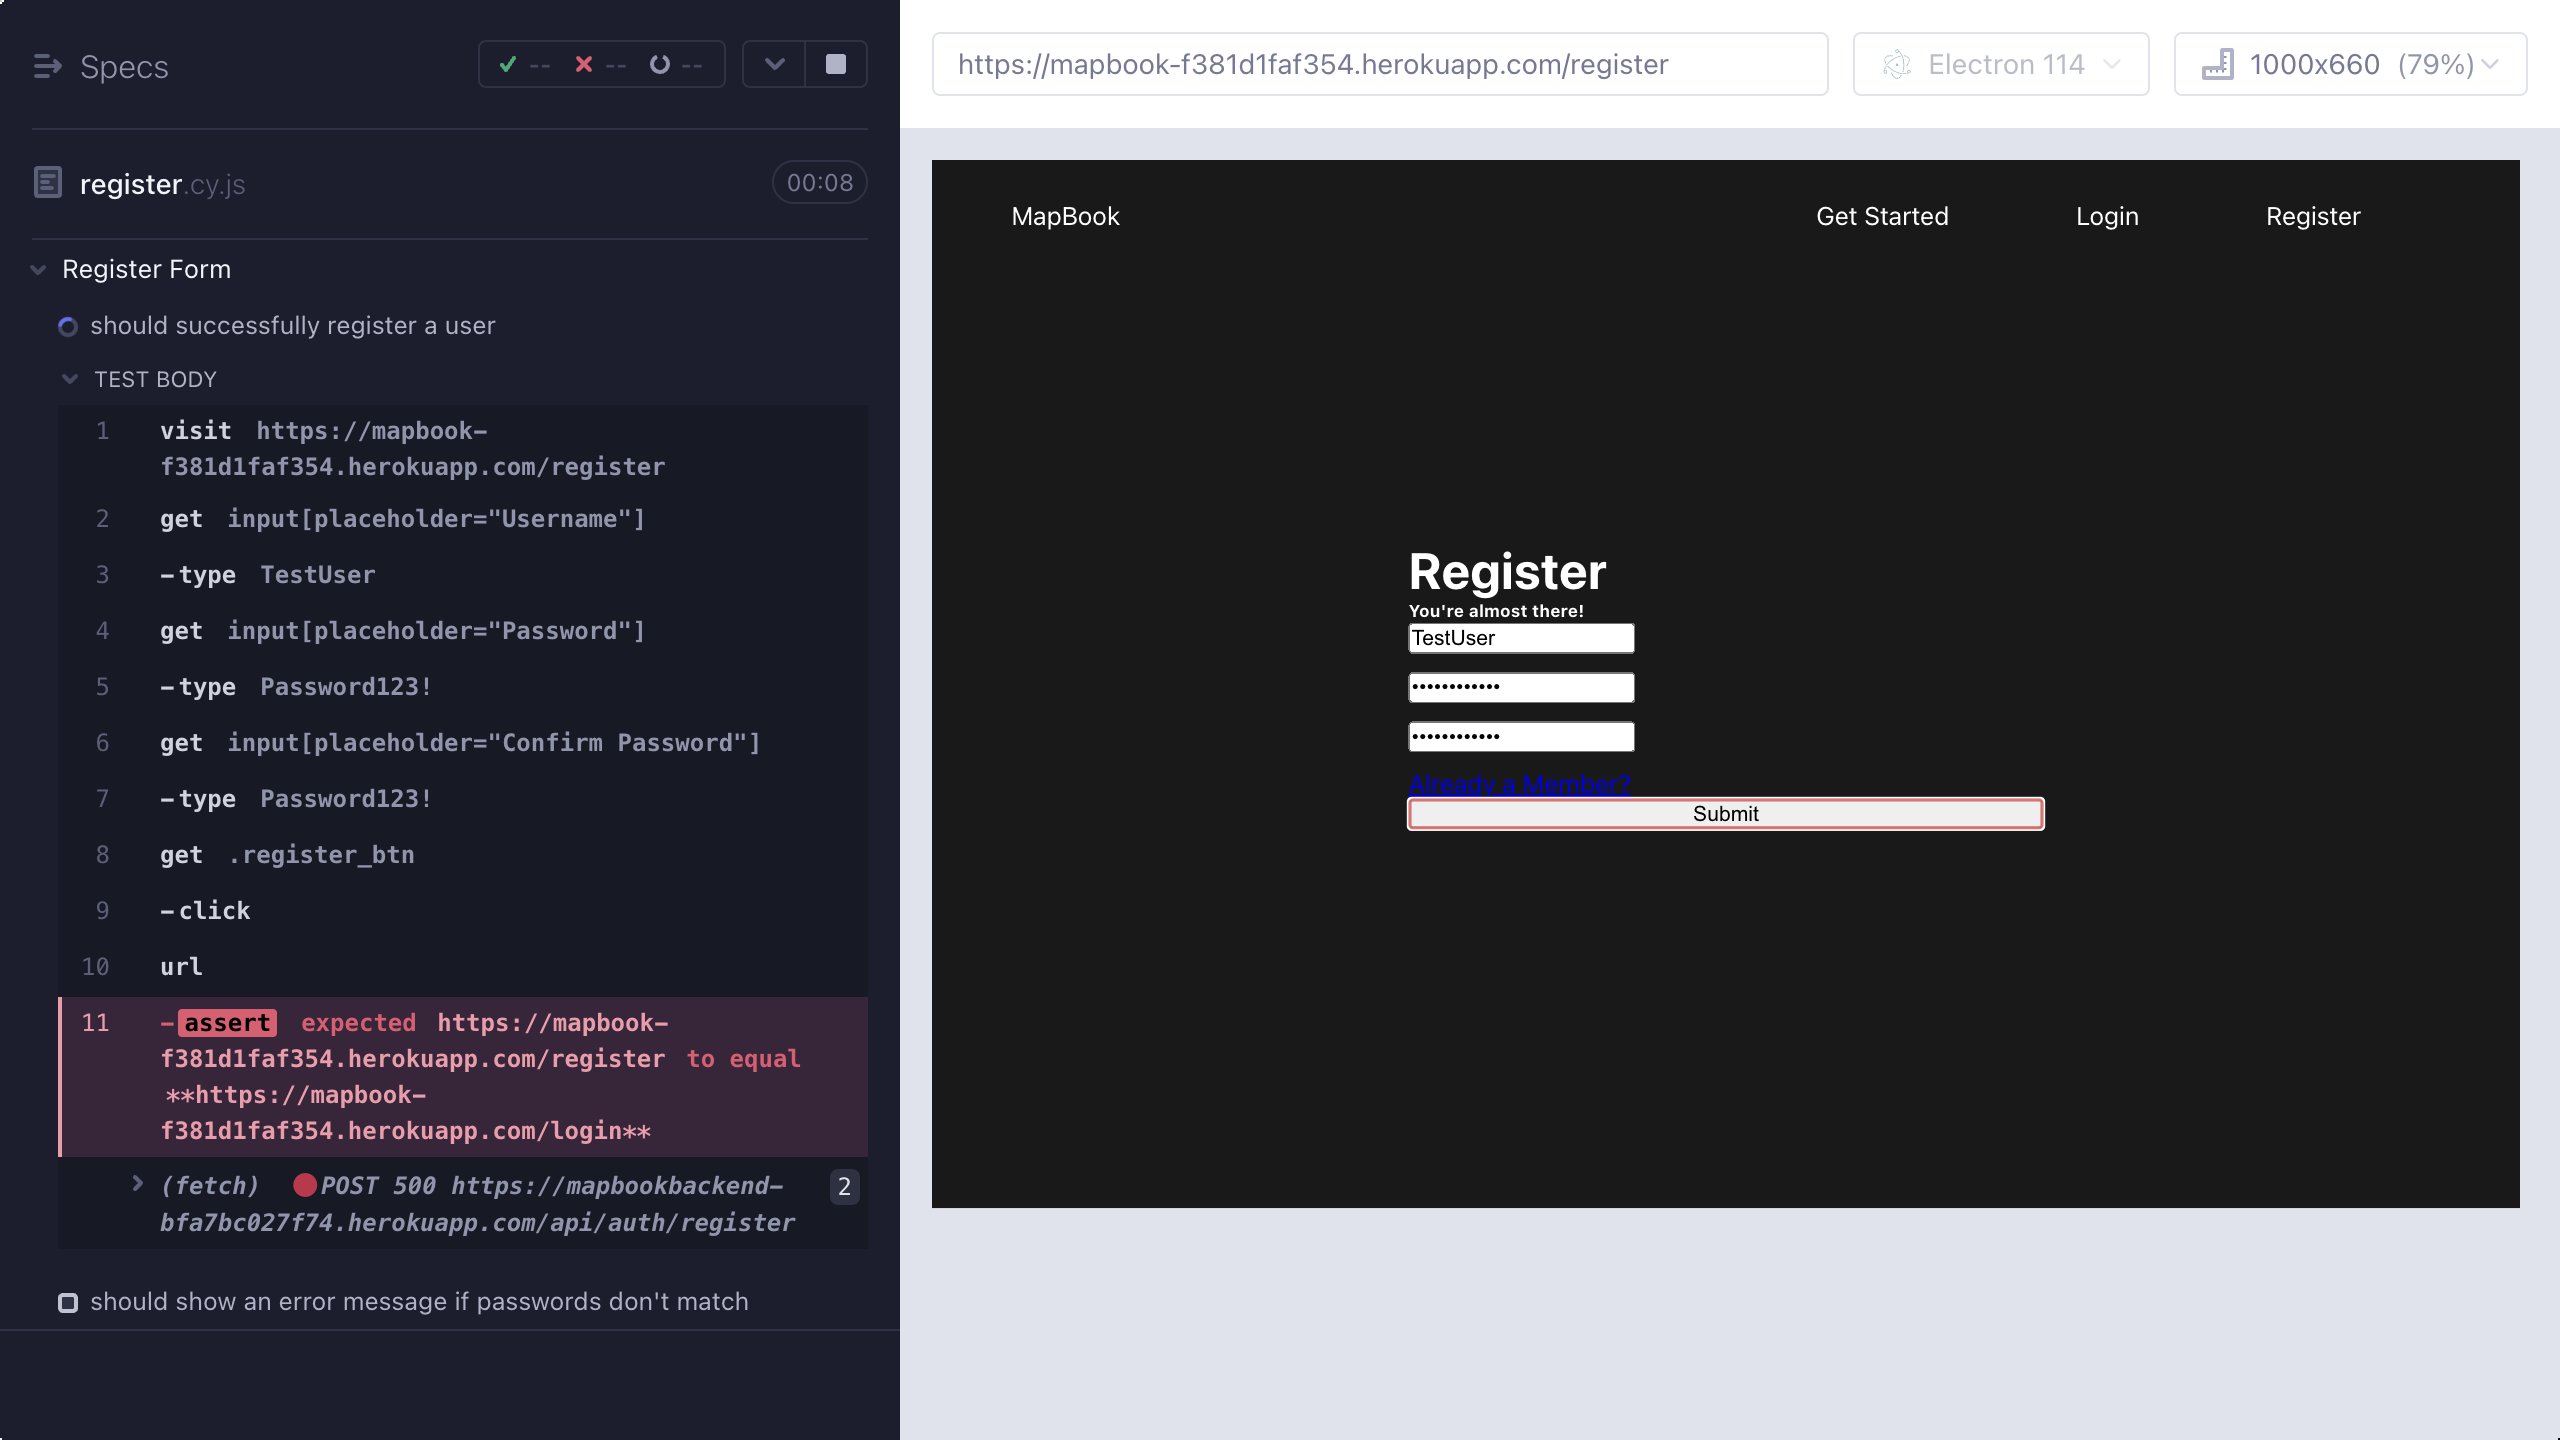 Specs
-- -- --
register.cy.js
00:08
Register Form
should successfully register a user
TEST BODY
1 visit https://mapbook-
f381d1faf354.herokuapp.com/register
2 get input[placeholder="Username"]
3 -type TestUser
4 get input[placeholder="Password"]
5 -type Password123!
6 get input[placeholder="Confirm Password"]
7 -type Password123!
8 get .register_btn
9 -click
10 url
11 -assert expected https://mapbook-
f381d1faf354.herokuapp.com/register to equal
**https://mapbook-
f381d1faf354.herokuapp.com/login**
(fetch) POST 500 https://mapbookbackend- 2
bfa7bc027f74.herokuapp.com/api/auth/register
should show an error message if passwords don't match
https://mapbook-f381d1faf354.herokuapp.com/register
Electron 114
1000x660 (79%)
MapBook
Get Started
Login
Register
Register
You're almost there!
TestUser
••••••••••••
••••••••••••
Already a Member?
Submit